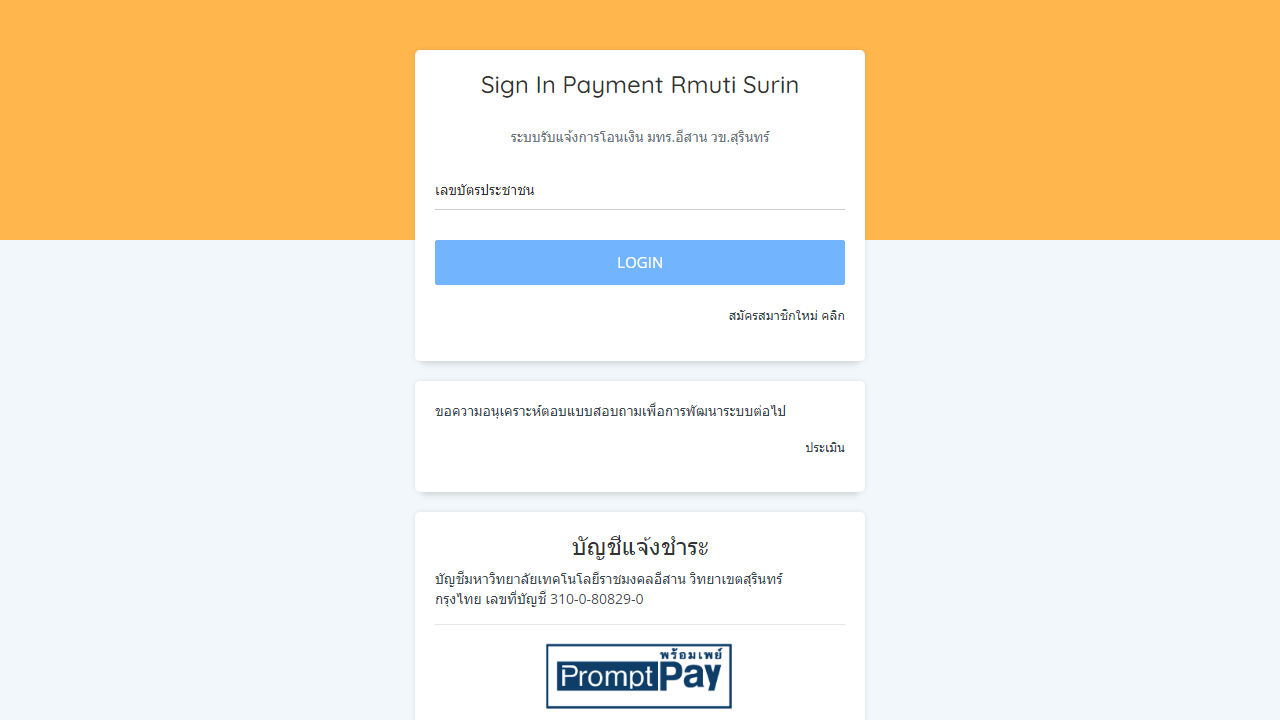 Sign In Payment Rmuti Surin
ระบบรับแจ้งการโอนเงิน มทร.อีสาน วข.สุรินทร์
เลขบัตรประชาชน
LOGIN
สมัครสมาชิกใหม่ คลิก
ขอความอนุเคราะห์ตอบแบบสอบถามเพื่อการพัฒนาระบบต่อไป
ประเมิน
บัญชีแจ้งชำระ
บัญชีมหาวิทยาลัยเทคโนโลยีราชมงคลอีสาน วิทยาเขตสุรินทร์
กรุงไทย เลขที่บัญชี 310-0-80829-0
พร้อมเพย์
Prompt Pay